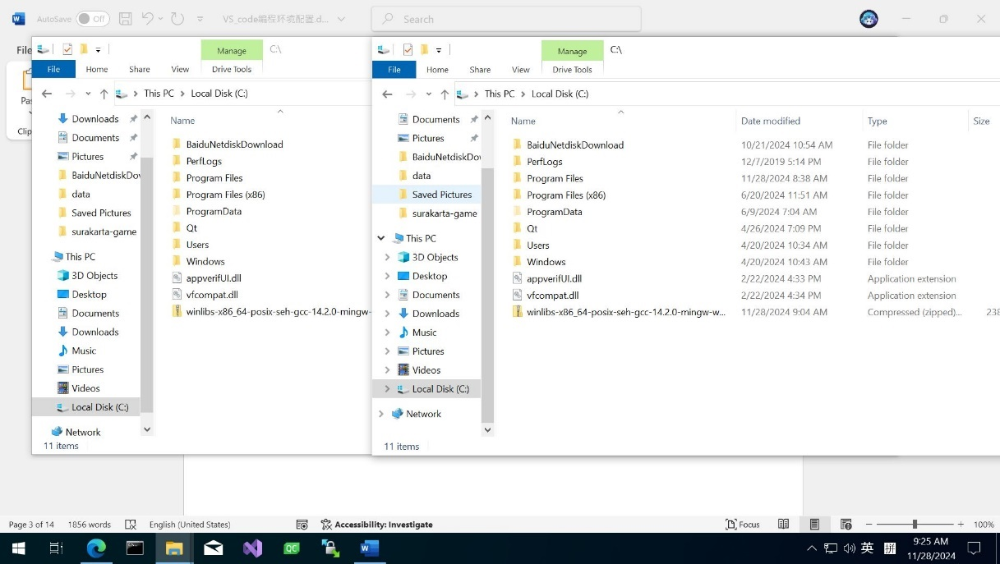 AutoSave Off VS_code编程环境配置.d... Search
File
Pas
Clip
Manage C:\
File Home Share View Drive Tools
This PC Local Disk (C:)
Downloads
Documents
Pictures
BaiduNetdiskDov
data
Saved Pictures
surakarta-game
This PC
3D Objects
Desktop
Documents
Downloads
Music
Pictures
Videos
Local Disk (C:)
Network
11 items
Name
BaiduNetdiskDownload
PerfLogs
Program Files
Program Files (x86)
ProgramData
Qt
Users
Windows
appverifUI.dll
vfcompat.dll
winlibs-x86_64-posix-seh-gcc-14.2.0-mingw-
Manage C:\
File Home Share View Drive Tools
This PC Local Disk (C:)
Documents
Pictures
BaiduNetdiskDov
data
Saved Pictures
surakarta-game
This PC
3D Objects
Desktop
Documents
Downloads
Music
Pictures
Videos
Local Disk (C:)
Network
11 items
Name Date modified Type Size
BaiduNetdiskDownload 10/21/2024 10:54 AM File folder
PerfLogs 12/7/2019 5:14 PM File folder
Program Files 11/28/2024 8:38 AM File folder
Program Files (x86) 6/20/2024 11:51 AM File folder
ProgramData 6/9/2024 7:04 AM File folder
Qt 4/26/2024 7:09 PM File folder
Users 4/20/2024 10:34 AM File folder
Windows 4/20/2024 10:43 AM File folder
appverifUI.dll 2/22/2024 4:33 PM Application extension
vfcompat.dll 2/22/2024 4:34 PM Application extension
winlibs-x86_64-posix-seh-gcc-14.2.0-mingw-w... 11/28/2024 9:04 AM Compressed (zipped)... 238
Page 3 of 14 1856 words English (United States) Accessibility: Investigate Focus 100%
QC 英 拼 9:25 AM
11/28/2024